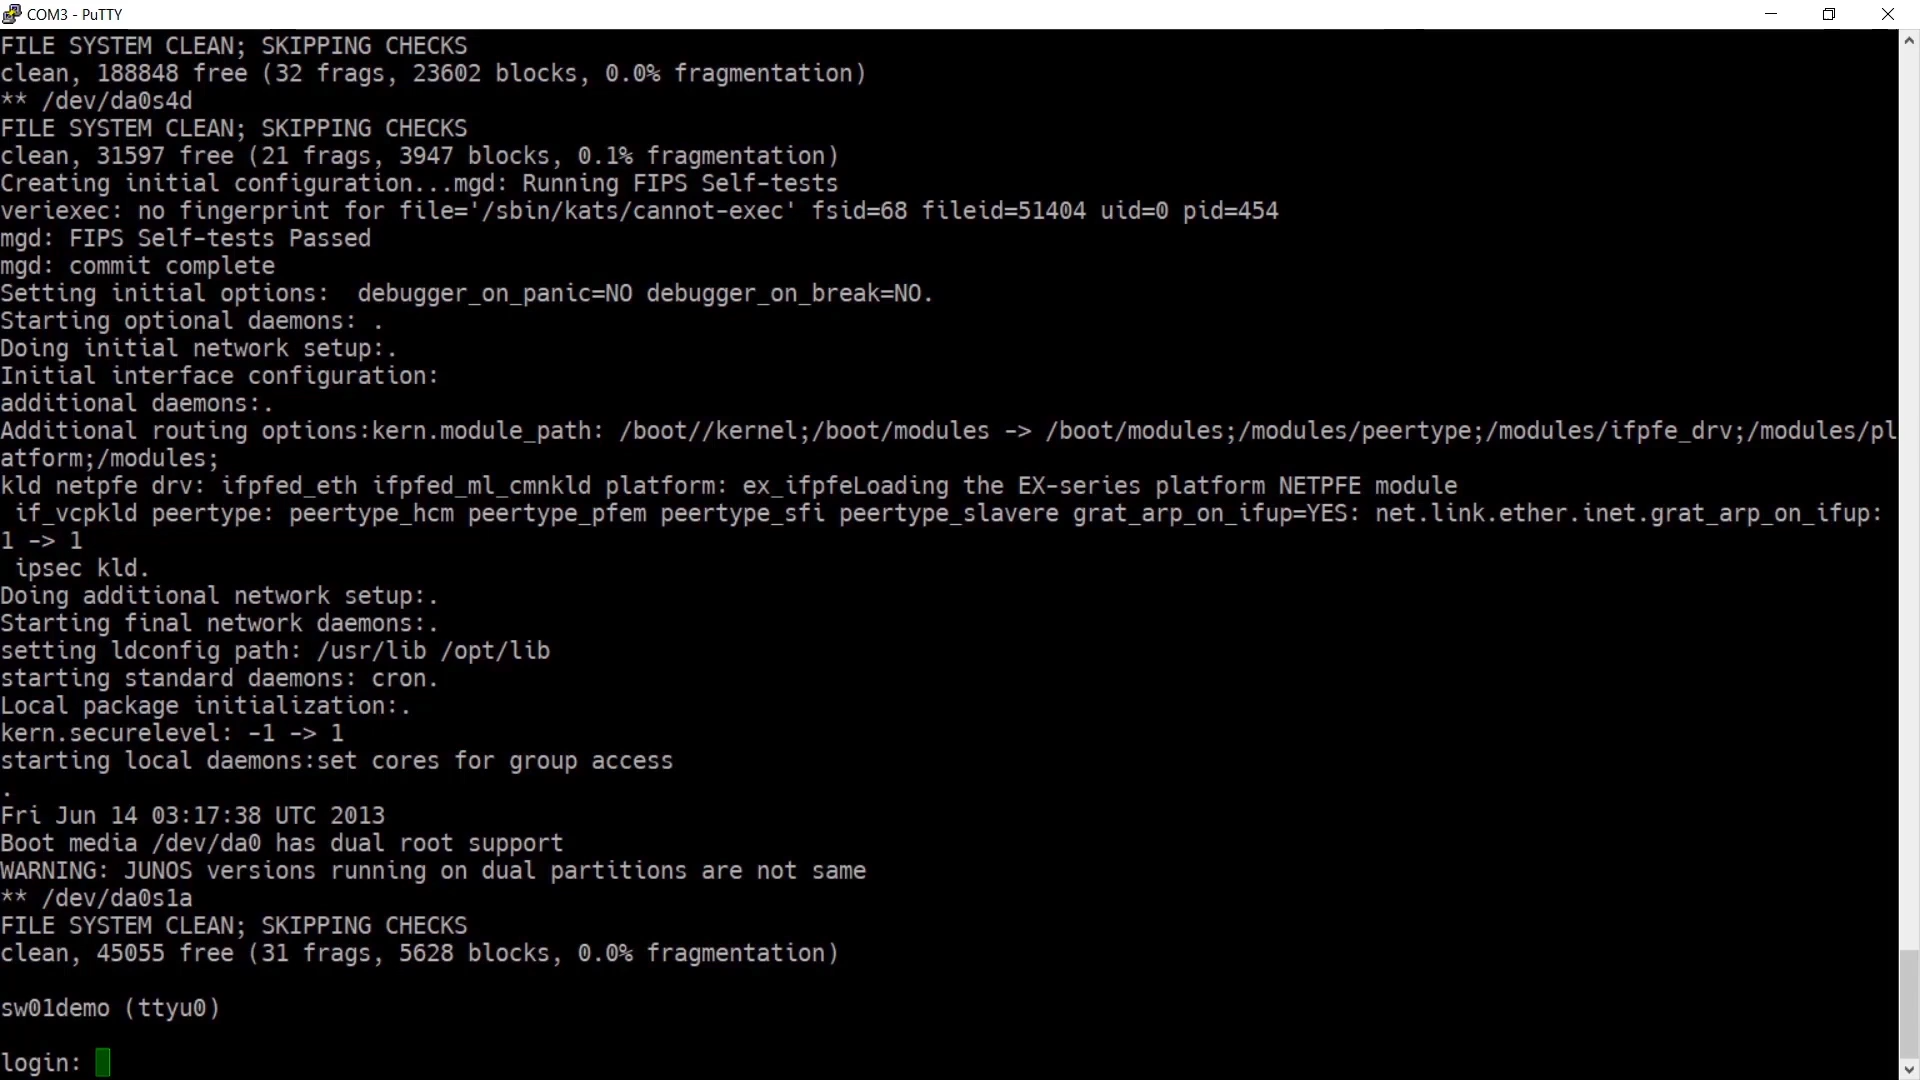 COM3 - PuTTY
FILE SYSTEM CLEAN; SKIPPING CHECKS
clean, 188848 free (32 frags, 23602 blocks, 0.0% fragmentation)
** /dev/da0s4d
FILE SYSTEM CLEAN; SKIPPING CHECKS
clean, 31597 free (21 frags, 3947 blocks, 0.1% fragmentation)
Creating initial configuration...mgd: Running FIPS Self-tests
veriexec: no fingerprint for file='/sbin/kats/cannot-exec' fsid=68 fileid=51404 uid=0 pid=454
mgd: FIPS Self-tests Passed
mgd: commit complete
Setting initial options:  debugger_on_panic=NO debugger_on_break=NO.
Starting optional daemons: .
Doing initial network setup:.
Initial interface configuration:
additional daemons:.
Additional routing options:kern.module_path: /boot//kernel;/boot/modules -> /boot/modules;/modules/peertype;/modules/ifpfe_drv;/modules/pl
atform;/modules;
kld netpfe drv: ifpfed_eth ifpfed_ml_cmnkld platform: ex_ifpfeLoading the EX-series platform NETPFE module
 if_vcpkld peertype: peertype_hcm peertype_pfem peertype_sfi peertype_slavere grat_arp_on_ifup=YES: net.link.ether.inet.grat_arp_on_ifup:
1 -> 1
 ipsec kld.
Doing additional network setup:.
Starting final network daemons:.
setting ldconfig path: /usr/lib /opt/lib
starting standard daemons: cron.
Local package initialization:.
kern.securelevel: -1 -> 1
starting local daemons:set cores for group access
.
Fri Jun 14 03:17:38 UTC 2013
Boot media /dev/da0 has dual root support
WARNING: JUNOS versions running on dual partitions are not same
** /dev/da0s1a
FILE SYSTEM CLEAN; SKIPPING CHECKS
clean, 45055 free (31 frags, 5628 blocks, 0.0% fragmentation)
sw01demo (ttyu0)
login: